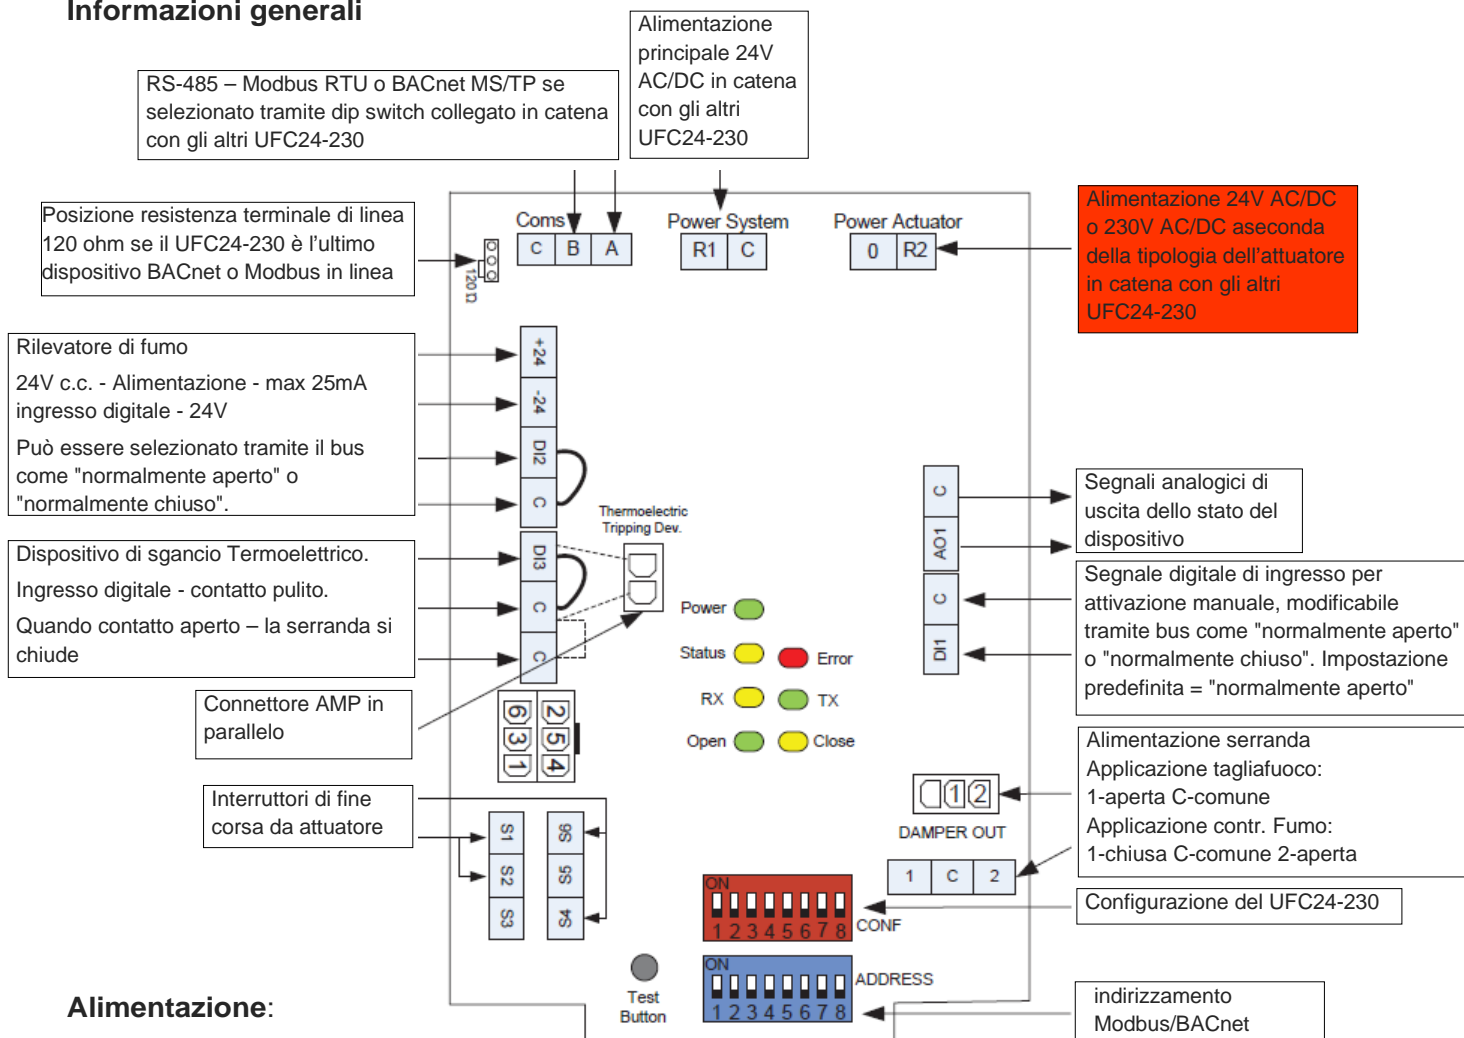 Informazioni generali
Alimentazione
principale 24V
AC/DC in catena
con gli altri
UFC24-230
RS-485 – Modbus RTU o BACnet MS/TP se
selezionato tramite dip switch collegato in catena
con gli altri UFC24-230
Posizione resistenza terminale di linea
120 ohm se il UFC24-230 è l'ultimo
dispositivo BACnet o Modbus in linea
Coms
C B A
120 Ω
Power System
R1 C
Power Actuator
0 R2
Alimentazione 24V AC/DC
o 230V AC/DC aseconda
della tipologia dell'attuatore
in catena con gli altri
UFC24-230
Rilevatore di fumo
24V c.c. - Alimentazione - max 25mA
ingresso digitale - 24V
Può essere selezionato tramite il bus
come "normalmente aperto" o
"normalmente chiuso".
+24
-24
DI2
C
Thermoelectric
Tripping Dev.
Dispositivo di sgancio Termoelettrico.
Ingresso digitale - contatto pulito.
Quando contatto aperto – la serranda si
chiude
DI3
C
C
Connettore AMP in
parallelo
6 2
3 5
1 4
Interruttori di fine
corsa da attuatore
S1 S6
S2 S5
S3 S4
Power
Status
Error
RX
TX
Open
Close
C
AO1
C
DI1
Segnali analogici di
uscita dello stato del
dispositivo
Segnale digitale di ingresso per
attivazione manuale, modificabile
tramite bus come "normalmente aperto"
o "normalmente chiuso". Impostazione
predefinita = "normalmente aperto"
1 2
DAMPER OUT
1 C 2
Alimentazione serranda
Applicazione tagliafuoco:
1-aperta C-comune
Applicazione contr. Fumo:
1-chiusa C-comune 2-aperta
ON
1 2 3 4 5 6 7 8
CONF
Configurazione del UFC24-230
ON
1 2 3 4 5 6 7 8
ADDRESS
indirizzamento
Modbus/BACnet
Test
Button
Alimentazione: